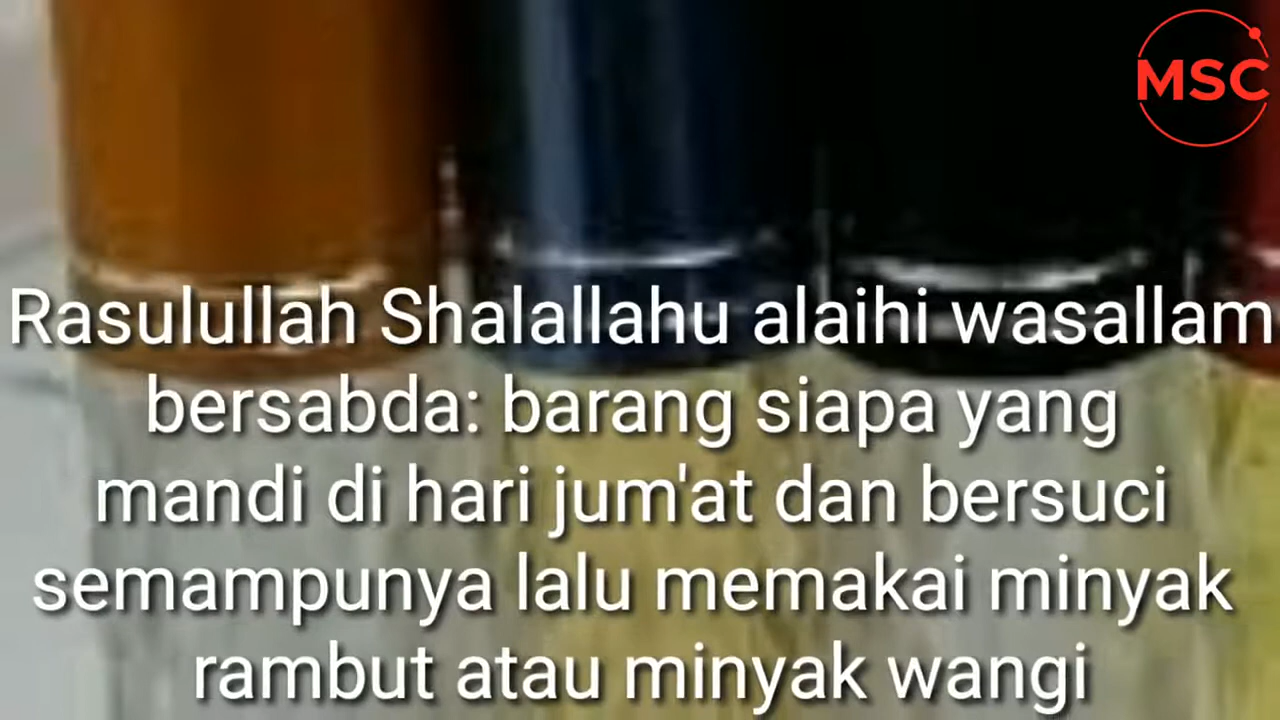 MSC
Rasulullah Shalallahu alaihi wasallam
bersabda: barang siapa yang
mandi di hari jum'at dan bersuci
semampunya lalu memakai minyak
rambut atau minyak wangi